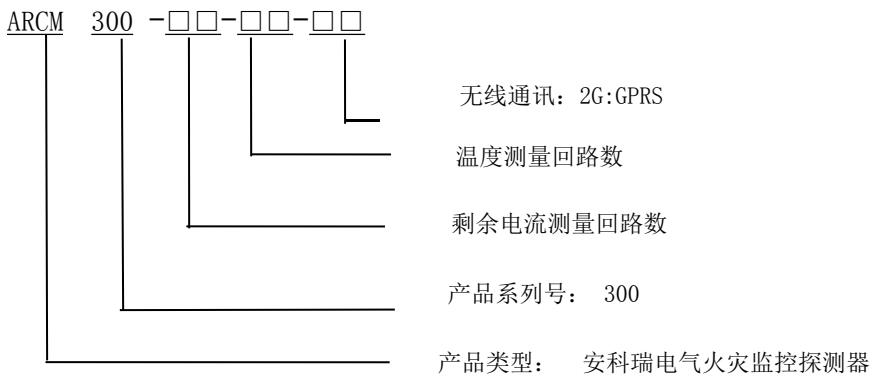 ARCM 300 -□□-□□-□□
无线通讯：2G:GPRS
温度测量回路数
剩余电流测量回路数
产品系列号： 300
产品类型： 安科瑞电气火灾监控探测器